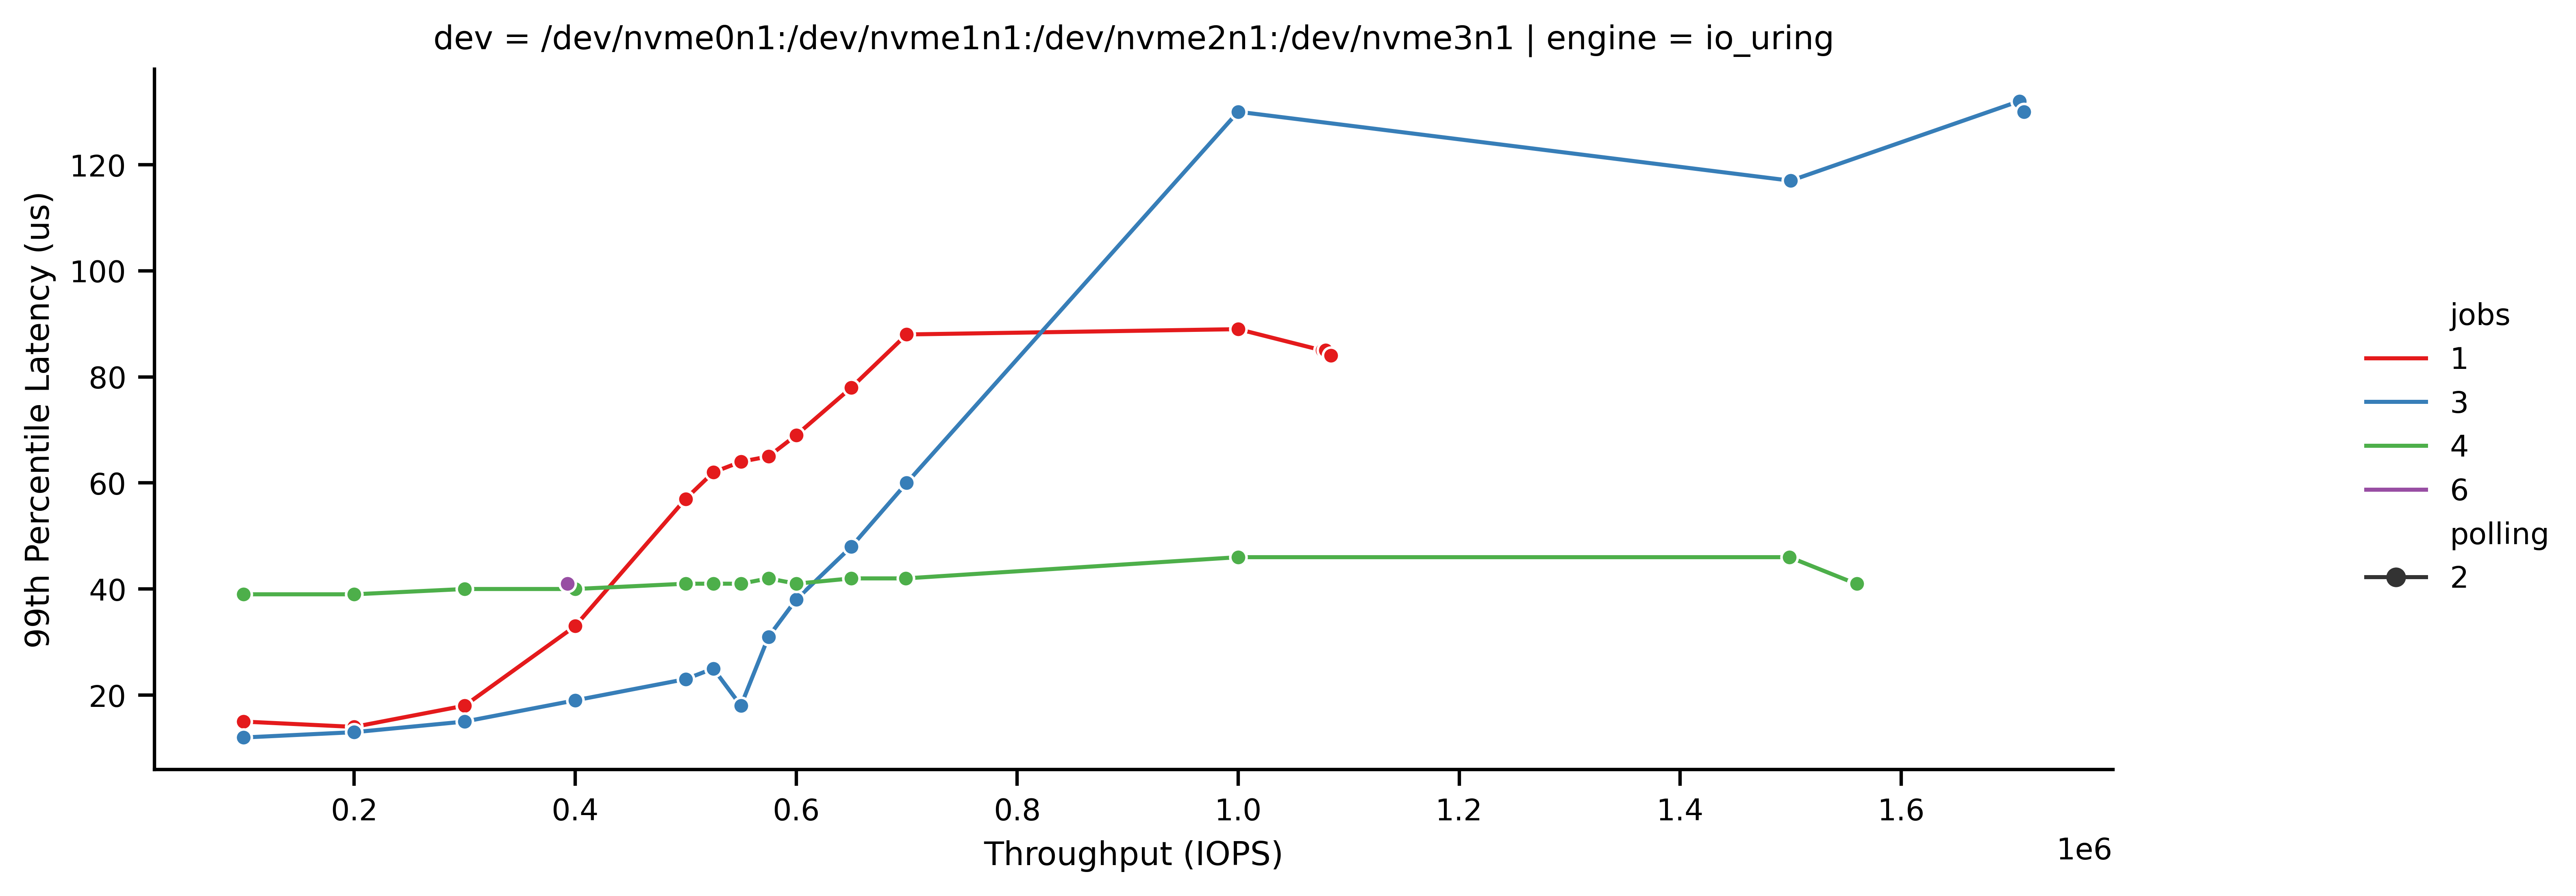 dev = /dev/nvme0n1:/dev/nvme1n1:/dev/nvme2n1:/dev/nvme3n1 | engine = io_uring
99th Percentile Latency (us)
120
100
80
60
40
20
0.2 0.4 0.6 0.8 1.0 1.2 1.4 1.6
1e6
Throughput (IOPS)
jobs
1
3
4
6
polling
2